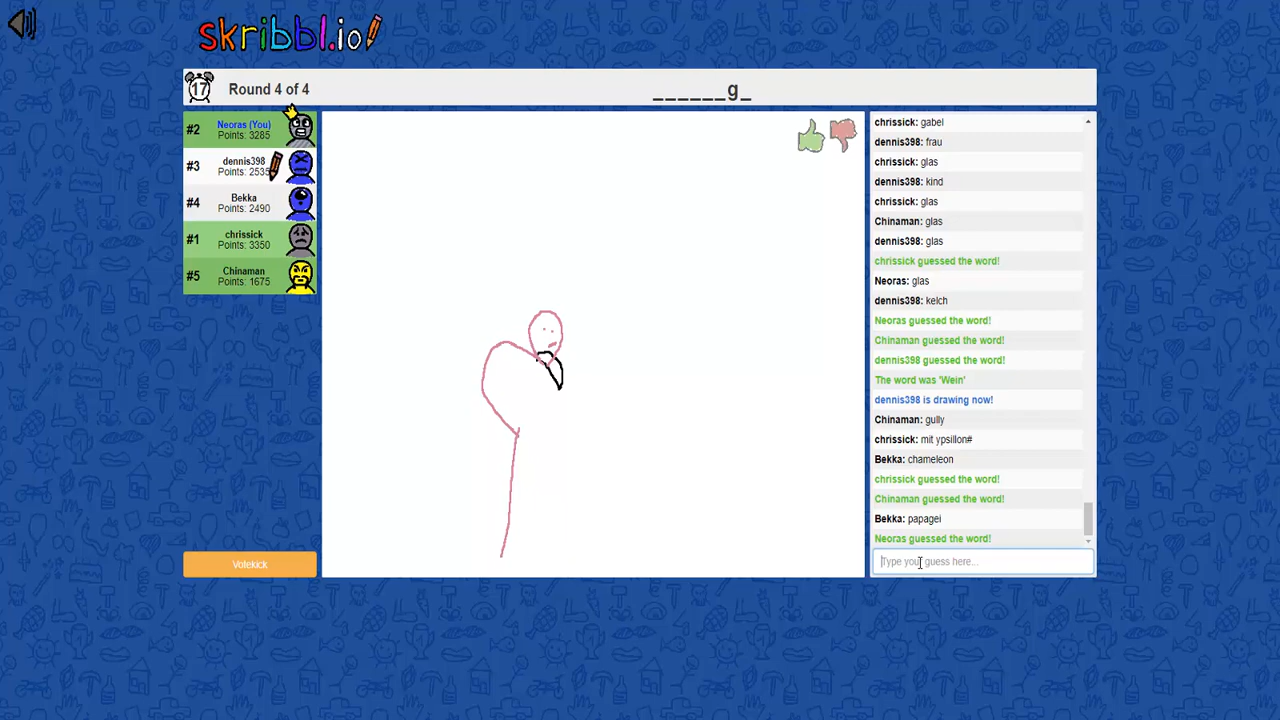 skribbl.io
17
Round 4 of 4
______g_
#2
Neoras (You)
Points: 3285
#3
dennis398
Points: 2535
#4
Bekka
Points: 2490
#1
chrissick
Points: 3350
#5
Chinaman
Points: 1675
Votekick
chrissick: gabel
dennis398: frau
chrissick: glas
dennis398: kind
chrissick: glas
Chinaman: glas
dennis398: glas
chrissick guessed the word!
Neoras: glas
dennis398: kelch
Neoras guessed the word!
Chinaman guessed the word!
dennis398 guessed the word!
The word was 'Wein'
dennis398 is drawing now!
Chinaman: gully
chrissick: mit ypsillon#
Bekka: chameleon
chrissick guessed the word!
Chinaman guessed the word!
Bekka: papagei
Neoras guessed the word!
Type your guess here...